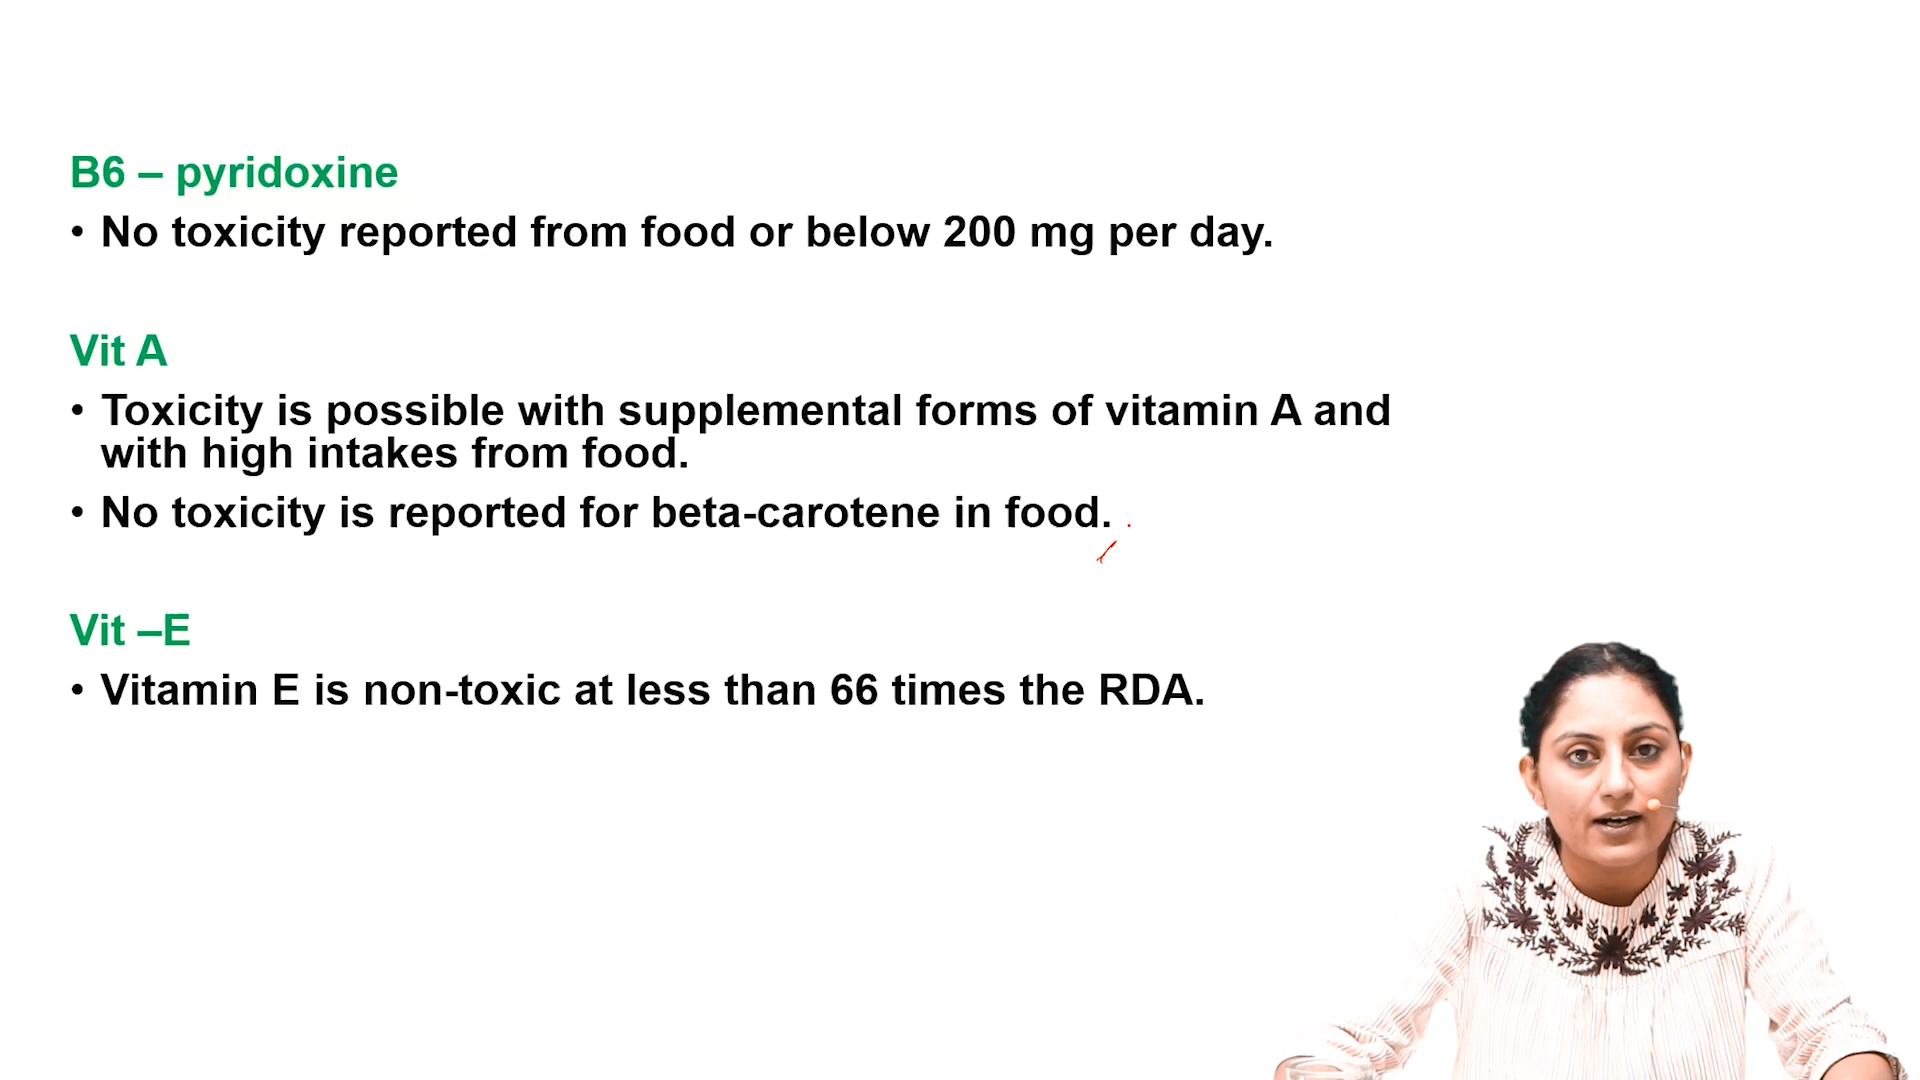 B6 – pyridoxine
• No toxicity reported from food or below 200 mg per day.
Vit A
• Toxicity is possible with supplemental forms of vitamin A and
with high intakes from food.
• No toxicity is reported for beta-carotene in food.
Vit –E
• Vitamin E is non-toxic at less than 66 times the RDA.